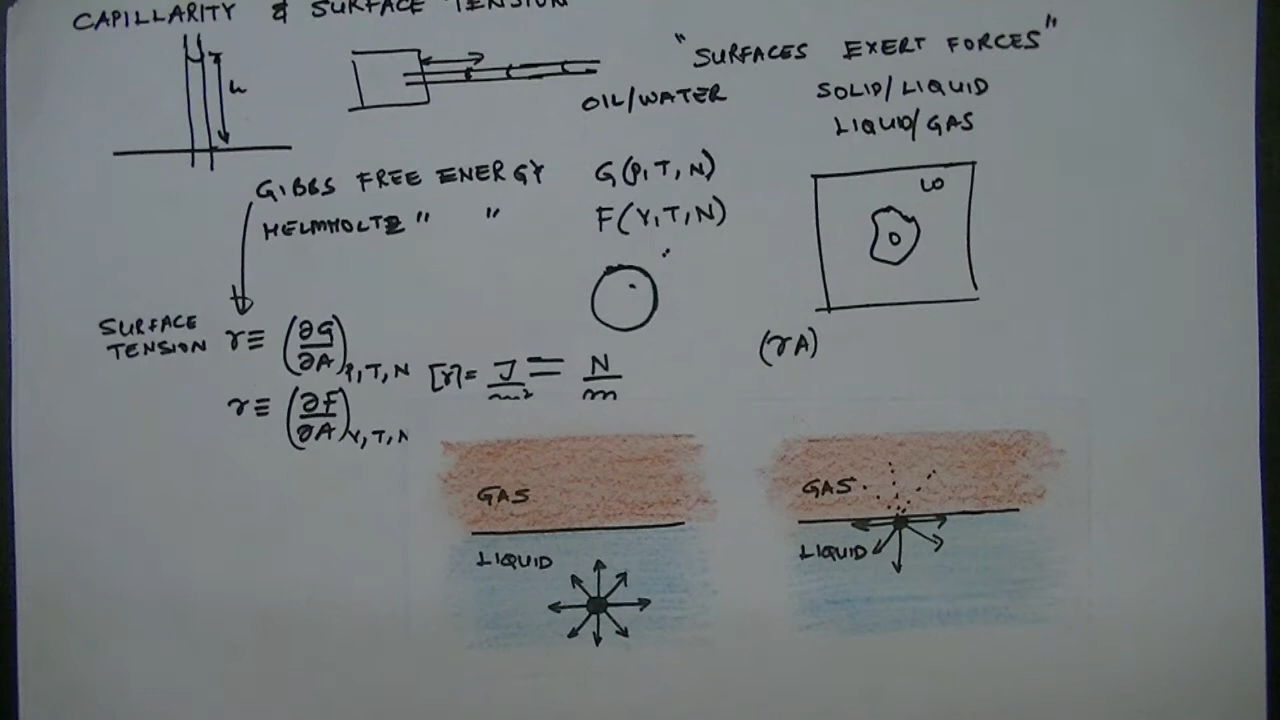 CAPILLARITY & SURFACE TENSION
h
"SURFACES EXERT FORCES"
OIL/WATER
SOLID/LIQUID
LIQUID/GAS
GIBBS FREE ENERGY G(P,T,N)
HELMHOLTZ " " F(V,T,N)
ω
O
SURFACE TENSION γ≡ (∂G/∂A)P,T,N [γ]= J/m² = N/m
(γA)
γ≡ (∂F/∂A)V,T,N
GAS
LIQUID
GAS
LIQUID